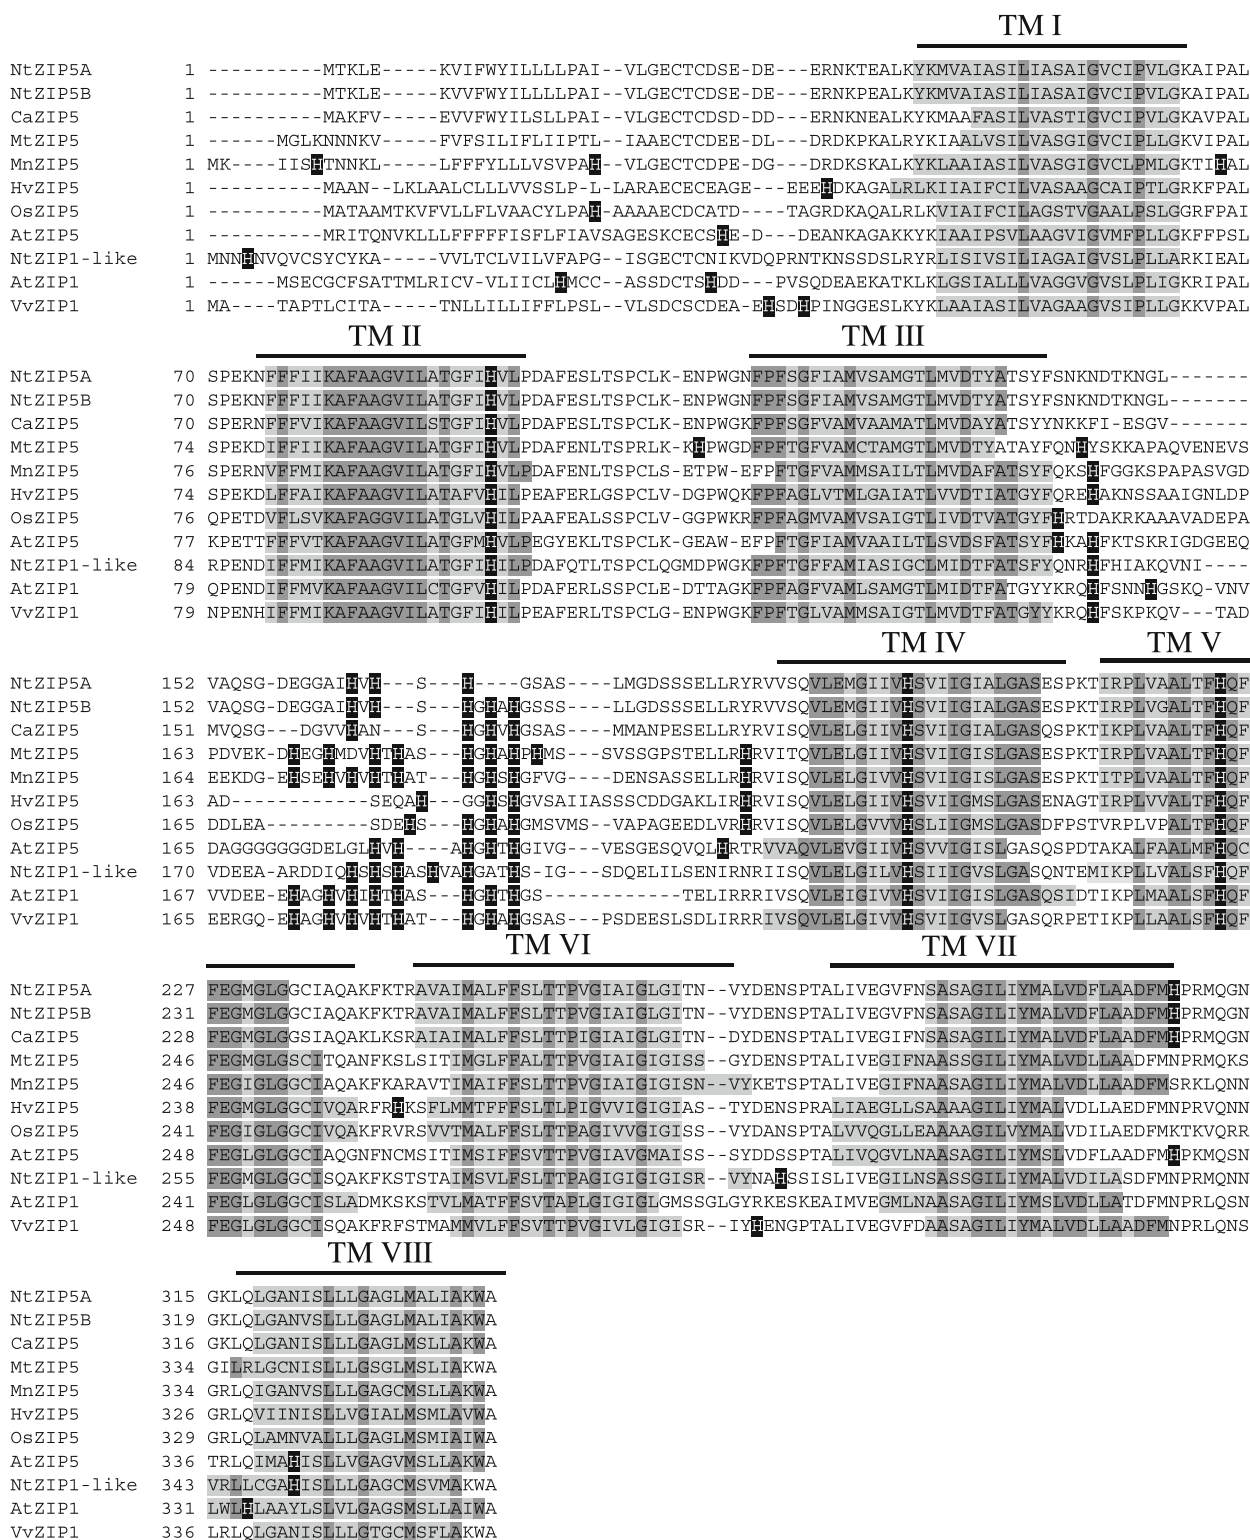 TM I
NtZIP5A 1 ----------MTKLE-----KVIFWYILLLLPAI--VLGECTCDSE-DE---ERNKTEALKYKMVAIASILIASAIGVCIPVLGKAIPAL
NtZIP5B 1 ----------MTKLE-----KVVFWYILLLLPAI--VLGECTCDSE-DE---ERNKPEALKYKMVAIASILIASAIGVCIPVLGKAIPAL
CaZIP5 1 ----------MAKFV-----EVVFWYILSLLPAI--VLGECTCDSD-DD---ERNKNEALKYKMAAFASILVASTIGVCIPVLGKAVPAL
MtZIP5 1 ------MGLKNNNKV-----FVFSILIFLIIPTL--IAAECTCDEE-DL---DRDKPKALRYKIAALVSILVASGIGVCIPLLGKVIPAL
MnZIP5 1 MK----IISHTNNKL-----LFFFYLLLVSVPAH--VLGECTCDPE-DG---DRDKSKALKYKLAAIASILVASGIGVCLPMLGKTIHAL
HvZIP5 1 ----------MAAN--LKLAALCLLLVVSSLP-L-LARAECECEAGE---EEEHDKAGALRLKIIAIFCILVASAAGCAIPTLGRKFPAL
OsZIP5 1 ----------MATAAMTKVFVLLFLVAACYLPAH-AAAAECDCATD---TAGRDKAQALRLKVIAIFCILAGSTVGAALPSLGGRFPAI
AtZIP5 1 ----------MRITQNVKLLLFFFFFISFLFIAVSAGESKCECSHE-D---DEANKAGAKKYKIAAIPSVLAAGVIGVMFPLLGKFFPSL
NtZIP1-like 1 MNNHNVQVCSYCYKA-----VVLTCVLILVFAPG--ISGECTCNIKVDQPRNTKNSDSLRYRLISIVSILIAGAIGVSLPLLARKIEAL
AtZIP1 1 ------MSECGCFSATTMLRICV-VLIICLHMCC--ASSDCTSHDD---PVSQDEAEKATKLKLGSIALLLVAGGVGVSLPLIGKRIPAL
VvZIP1 1 MA----TAPTLCITA-----TNLLILILIFFLPSL--VLSDCSCDEA-EHSDHPINGGESLKYKLAAIASILVAGAAGVSLPLLGKKVPAL
TM II TM III
NtZIP5A 70 SPEKNFFFIIKAFAAGVILATGFIHVLPDAFESLTSPCLK-ENPWGNFPFSGFIAMVSAMGTLMVDTYATSYFSNKNDTKNGL-------
NtZIP5B 70 SPEKNFFFIIKAFAAGVILATGFIHVLPDAFESLTSPCLK-ENPWGNFPFSGFIAMVSAMGTLMVDTYATSYFSNKNDTKNGL-------
CaZIP5 70 SPERNFFFVIKAFAAGVILSTGFIHVLPDAFESLTSPCLK-ENPWGNFPFSGFVAMVAAMATLMVDAYATSYYNKKFI-ESGV-------
MtZIP5 74 SPEKDIFFIIKAFAAGVILATGFIHVLPDAFENLTSPRLK-KHPWGDFPFTGFVAMCTAMGTLMVDTYATAYFQNHYSKKAPAQVENEVS
MnZIP5 76 SPERNVFFMIKAFAAGVILATGFIHVLPDAFENLTSPCLS-ETPW-EFPFTGFVAMMSAILTLMVDAFATSYFQKSHFGGKSPAPASVGD
HvZIP5 74 SPEKDLFFAIKAFAAGVILATAFVHILPEAFERLGSPCLV-DGPWQKFPFAGLVTMLGAIATLVVDTIATGYFQREHAKNSSAAIGNLDP
OsZIP5 76 QPETDVFLSVKAFAGGVILATGLVHILPAAFEALSSPCLV-GGPWKRFPFAGMVAMVSAIGTLIVDTVATGYFHRTDAKRKAAAVADEPA
AtZIP5 77 KPETTFFFVTKAFAAGVILATGFMHVLPEGYEKLTSPCLK-GEAW-EFPFTGFIAMVAAILTLSVDSFATSYFHKAHFKTSKRIGDGEEQ
NtZIP1-like 84 RPENDIFFMIKAFAAGVILATGFIHILPDAFQTLTSPCLQGMDPWGKFPFTGFFAMIASIGCLMIDTFATSFYQNRHFHIAKQVNI----
AtZIP1 79 QPENDIFFMVKAFAAGVILCTGFVHILPDAFERLSSPCLE-DTTAGKFPFAGFVAMLSAMGTLMIDTFATGYYKRQHFSNNHGSKQ-VNV
VvZIP1 79 NPENHIFFMIKAFAAGVILATGFIHILPEAFERLTSPCLG-ENPWGKFPFTGLVAMMSAIGTLMIDTFATGYYKRQHFSKPKQV---TAD
TM IV TM V
NtZIP5A 152 VAQSG-DEGGAIHVH---S---H----GSAS----LMGDSSSELLRYRVVSQVLEMGIIVHSVIIGIALGASESPKTIRPLVAALTFHQF
NtZIP5B 152 VAQSG-DEGGAIHVH---S---HGHAHGSSS----LLGDSSSELLRYRVVSQVLEMGIIVHSVIIGIALGASESPKTIRPLVGALTFHQF
CaZIP5 151 MVQSG--DGVVHAN----S---HGHVHGSAS----MMANPESELLRYRVVSQVLEMGIIVHSVIIGIALGASQSPKTIRPLVAALTFHQF
MtZIP5 163 PDVEK-DHEGHMDVHTHAS---HGHAHPHMS---SVSSGPSTELLRHRVITQVLELGIIVHSVIIGISLGASESPKTIRPLVAALTFHQF
MnZIP5 164 EEKDG-EHSEHVHVHTHAT---HGHSHGFVG---DENSASSELLRHRVISQVLELGIVVHSVIIGISLGASESPKTITPLVAALTFHQF
HvZIP5 163 AD------------SEQAH---GGHSHGVSAIIASSSCDDGAKLIRHRVISQVLELGIIVHSVIIGMSLGASENAGTIRPLVVALTFHQF
OsZIP5 165 DDLEA---------SDEHS---HGHAHGMSVMS--VAPAGEEDLVRHRVISQVLELGVVVHSLIIGMSLGASDFPSTVRPLVPALTFHQF
AtZIP5 165 DAGGGGGGGDELGLHVH----AHGHTHGIVG---VESGESQVQLHRTRVVAQVLEVGIIVHSVVIGISLGASQSPDTAKALFAALMFHQC
NtZIP1-like 170 VDEEA-ARDDIQHSHSHASHVAHGATHS-IG---SDQELILSENIRNRIISQVLELGIVVHSIIIGVSLGASQNTEMIKPLLVALSFHQF
AtZIP1 167 VVDEE-EHAGHVHIHTHAS---HGHTHGS------------TELIRRRIVSQVLEIGIVVHSVIIGISLGASQSIDTIKPLMAALSFHQF
VvZIP1 165 EERGQ-EHAGHVHVHTHAT---HGHAHGSAS---PSDEESLSDLIRRRIVSQVLEIGIVVHSVIIGVSLGASQRPETIKPLLAALSFHQF
TM VI TM VII
NtZIP5A 227 FEGMGLGGCIAQAKFKTRAVAIMALFFSLTTPVGIAIGLGITN--VYDENSPTALIVEGVFNSASAGILIYMALVDFLAADFMHPRMQGN
NtZIP5B 231 FEGMGLGGCIAQAKFKTRAVAIMALFFSLTTPVGIAIGLGITN--VYDENSPTALIVEGVFNSASAGILIYMALVDFLAADFMHPRMQGN
CaZIP5 228 FEGMGLGGSIAQAKLKSRAIAIMALFFSLTTPIGIAIGLGITN--VYDENSPTALIVEGIFNSASAGILIYMALVDFLAADFMHPRMQKS
MtZIP5 246 FEGMGLGSCITQANFKSLSITIMGLFFALTTPVGIGIGIGISS--GYDENSPTALIVEGIFNAASSGILIYMALVDLLAADFMNPRMQKS
MnZIP5 246 FEGIGLGGCIAQAKFKARAVTIMAIFFSLTTPVGIAIGIGISN--VYKETSPTALIVEGIFNAASAGILIYMALVDLLAADFMSRKLQNN
HvZIP5 238 FEGMGLGGCIVQARFRHKSFLMMTFFFSLTLPIGVVIGIGIAS--TYDENSPRALIAEGLLSAAAAGILIYMALVDLLAEDFMNPRVQNN
OsZIP5 241 FEGIGLGGCIVQAKFRVRSVVTMALFFSLTTPAGIVVGIGISS--VYDANSPTALVVQGLLEAAAAGILVYMALVDILAEDFMKTKVQRR
AtZIP5 248 FEGLGLGGCIAQGNFNCMSITIMSIFFSVTTPVGIAVGMAISS--SYDDSSPTALIVQGVLNAASAGILIYMSLVDFLAADFMHPKMQSN
NtZIP1-like 255 FEGMGLGGCISQAKFKSTSTAIMSVLFSLTTPVGIGIGIGISR--VYNAHSSISLIVEGILNSASSGILIYMALVDILASDFMNPRMLNN
AtZIP1 241 FEGLGLGGCISLADMKSKSTVLMATFFSVTAPLGIGIGLGMSSGLGYRKESKEAIMVEGMLNAASAGILIYMSLVDLLATDFMNPRLQSN
VvZIP1 248 FEGLGLGGCISQAKFRFSTMAMMVLFFSVTTPVGIVLGIGISR--IYHENGPTALIVEGVFDAASAGILIYMALVDLLAADFMNPRLQNS
TM VIII
NtZIP5A 315 GKLQLGANISLLLGAGLMALIAKWA
NtZIP5B 319 GKLQLGANVSLLLGAGLMALIAKWA
CaZIP5 316 GKLQLGANISLLLGAGLMSLLAKWA
MtZIP5 334 GILRLGCNISLLLGSGLMSLIAKWA
MnZIP5 334 GRLQIGANVSLLLGAGCMSLLAKWA
HvZIP5 326 GRLQVIINISLLVGIALMSMLAVWA
OsZIP5 329 GRLQLAMNVALLLGAGLMSMIAIWA
AtZIP5 336 TRLQIMAHISLLVGAGVMSLLAKWA
NtZIP1-like 343 VRLLCGAHISLLLGAGCMSVMAKWA
AtZIP1 331 LWLHLAAYLSLVLGAGSMSLLAIWA
VvZIP1 336 LRLQLGANISLLLGTGCMSFLAKWA